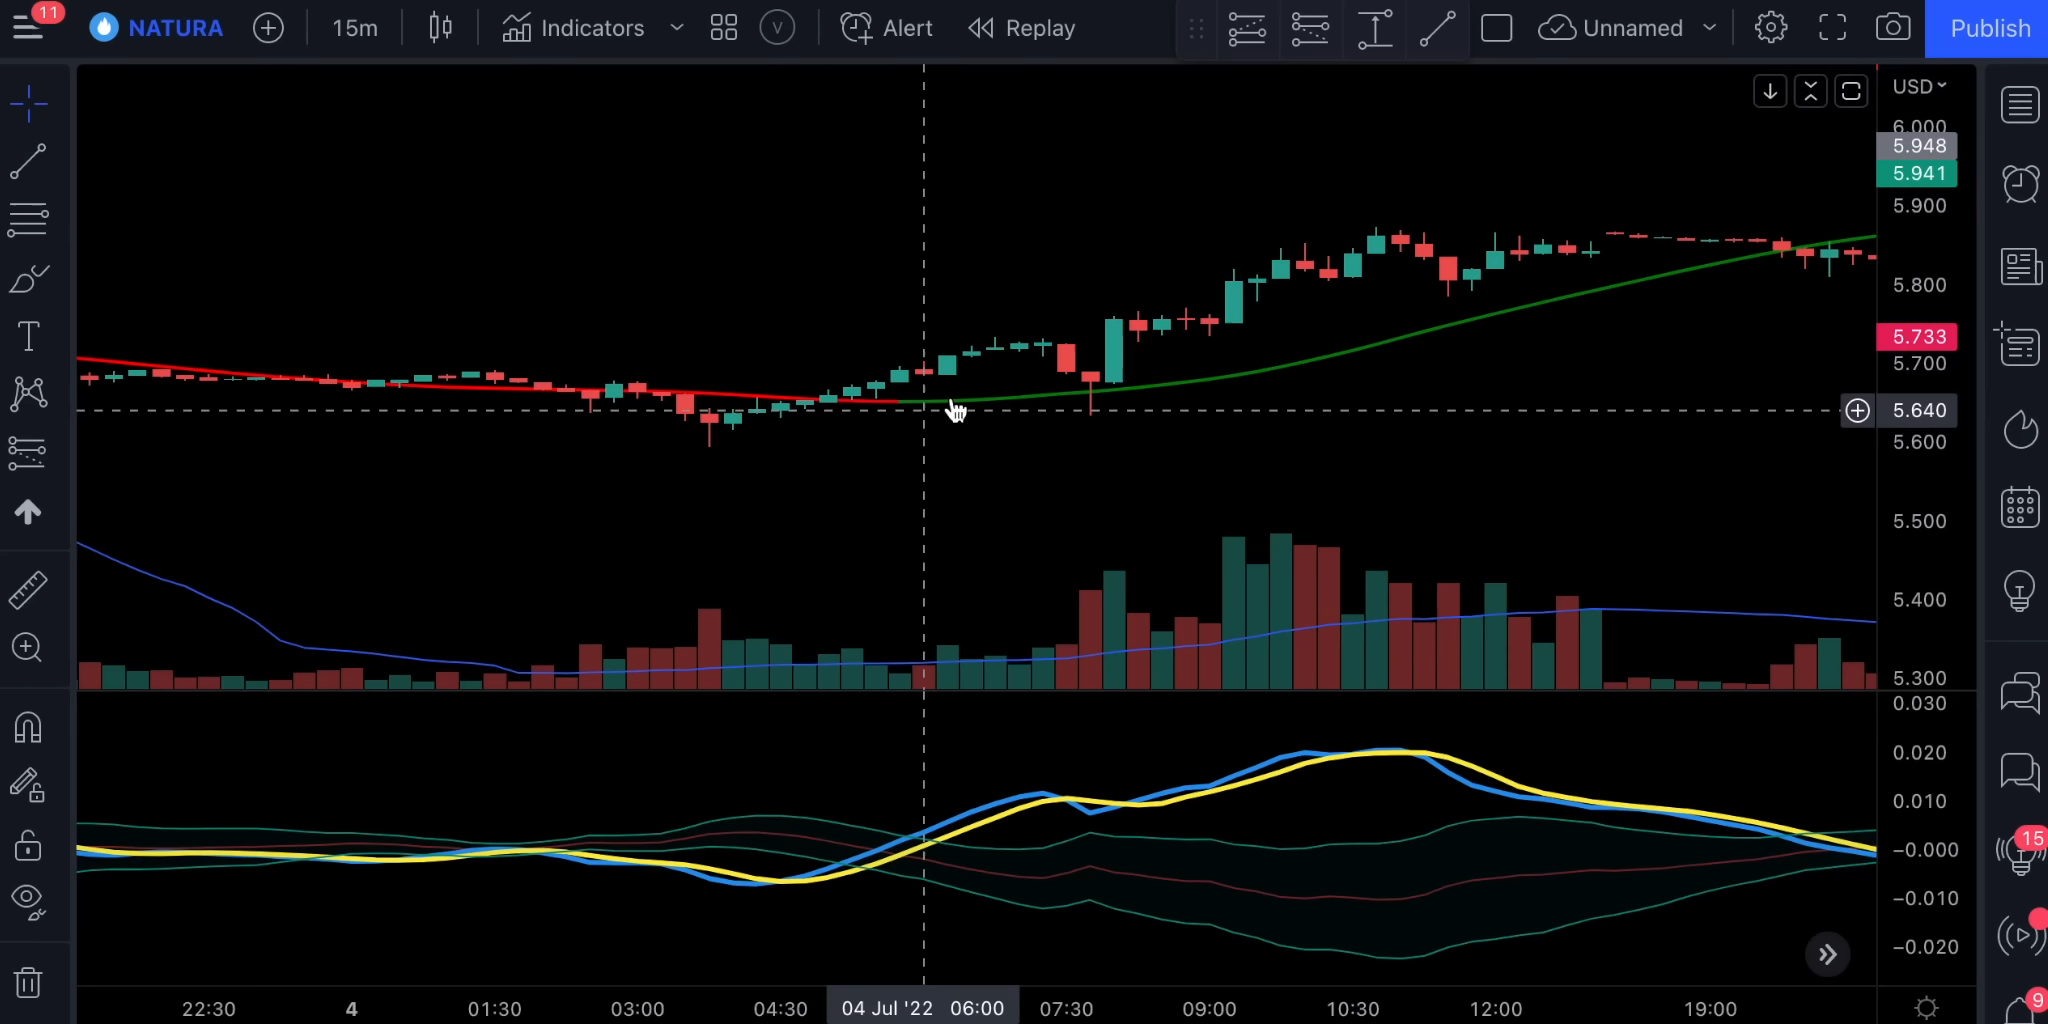 11
NATURA
15m
Indicators
V
Alert
Replay
Unnamed
Publish
USD
6.000
5.948
5.941
5.900
5.800
5.733
5.700
5.640
5.600
5.500
5.400
5.300
0.030
0.020
0.010
−0.000
−0.010
−0.020
T
15
9
22:30
4
01:30
03:00
04:30
04 Jul '22 06:00
07:30
09:00
10:30
12:00
19:00